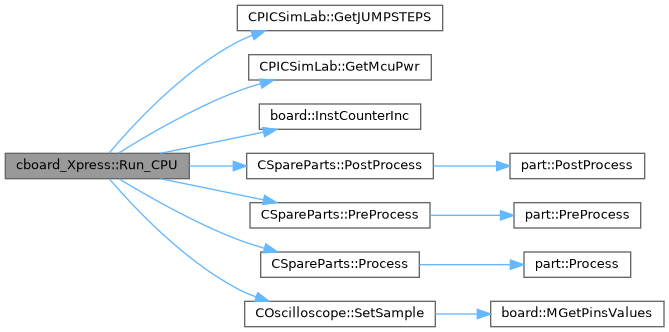 CPICSimLab::GetJUMPSTEPS
CPICSimLab::GetMcuPwr
board::InstCounterInc
cboard_Xpress::Run_CPU
CSpareParts::PostProcess
part::PostProcess
CSpareParts::PreProcess
part::PreProcess
CSpareParts::Process
part::Process
COscilloscope::SetSample
board::MGetPinsValues